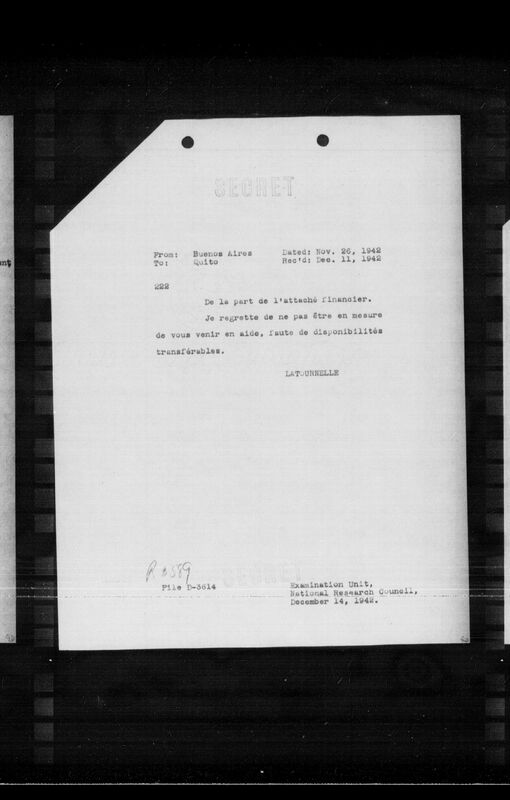 SECRET
From: Buenos Aires Dated: Nov. 26, 1942
To: Quito Rec'd: Dec. 11, 1942
222
De la part de l'attaché financier.
Je regrette de ne pas être en mesure
de vous venir en aide, faute de disponibilités
transférables.
LATOURNELLE
SECRET
File D-3614
Examination Unit,
National Research Council,
December 14, 1942.